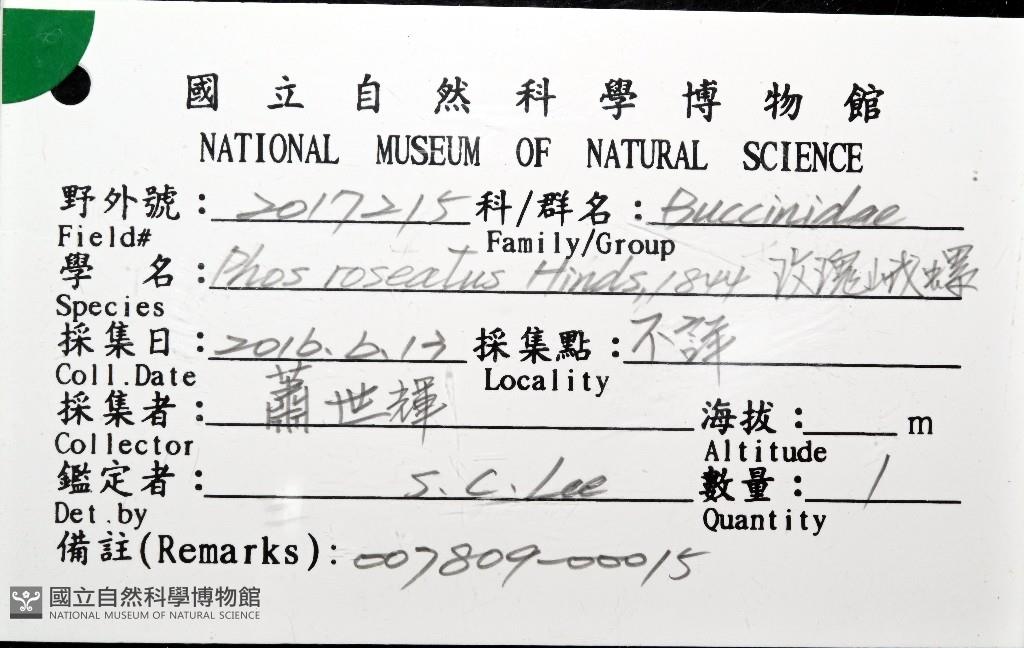 國立自然科學博物館
NATIONAL MUSEUM OF NATURAL SCIENCE
野外號：2017215 科/群名：Buccinidae
Field# Family/Group
學名：Phos roseatus Hinds, 1844 玫瑰峨螺
Species
採集日：2016.6.13 採集點：不詳
Coll.Date Locality
採集者：蕭世輝 海拔： m
Collector Altitude
鑑定者：S. C. Lee 數量：1
Det.by Quantity
備註(Remarks)：007809-00015
國立自然科學博物館
NATIONAL MUSEUM OF NATURAL SCIENCE